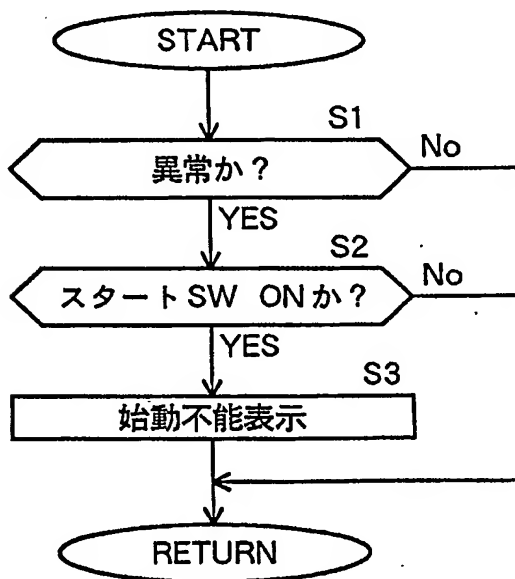 START
S1
異常か？
No
YES
S2
スタートSW ONか？
No
YES
S3
始動不能表示
RETURN